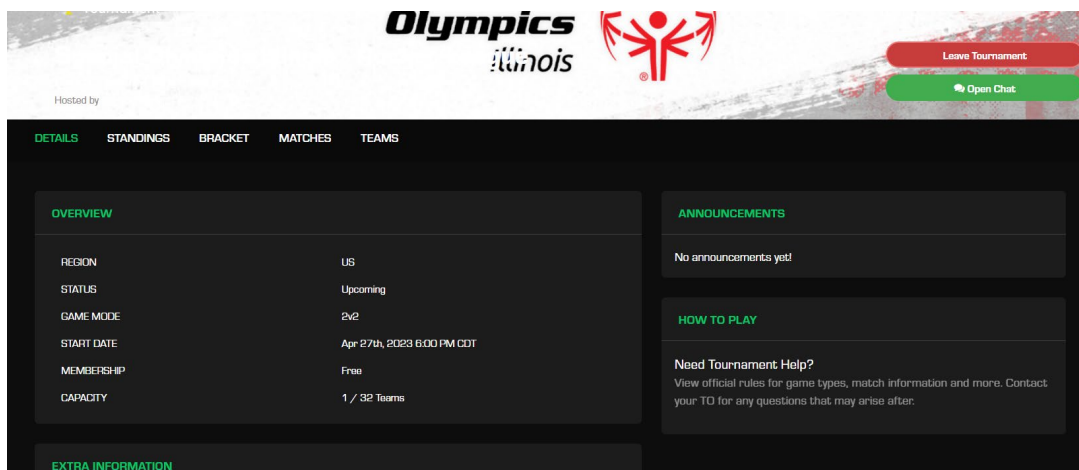 Olympics
Illinois
®
Leave Tournament
Open Chat
Hosted by
DETAILS STANDINGS BRACKET MATCHES TEAMS
OVERVIEW
REGION US
STATUS Upcoming
GAME MODE 2v2
START DATE Apr 27th, 2023 6:00 PM CDT
MEMBERSHIP Free
CAPACITY 1 / 32 Teams
EXTRA INFORMATION
ANNOUNCEMENTS
No announcements yet!
HOW TO PLAY
Need Tournament Help?
View official rules for game types, match information and more. Contact
your TO for any questions that may arise after.